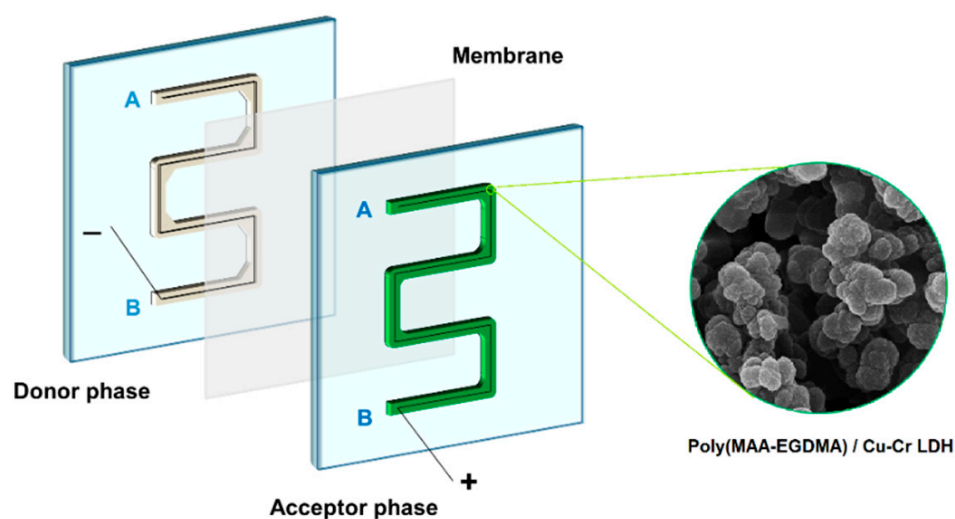 Membrane
A
A
–
B
Donor phase
B
+
Acceptor phase
Poly(MAA-EGDMA) / Cu-Cr LDH